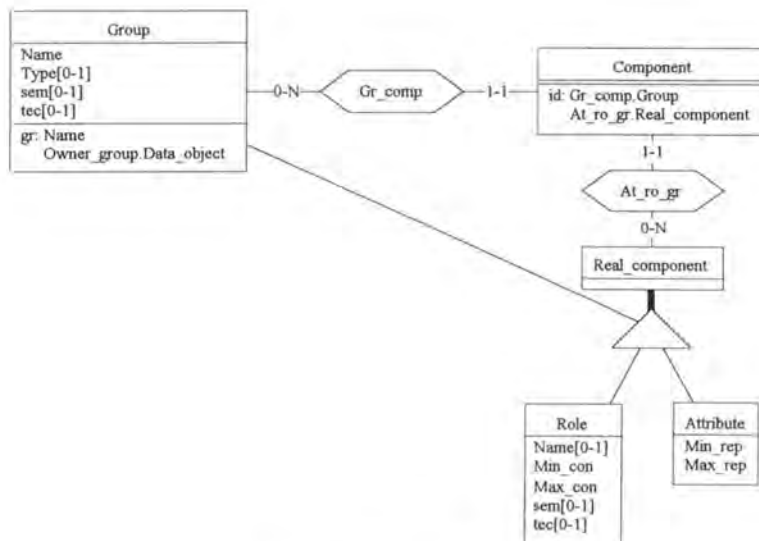 Group
Name
Type[0-1]
sem[0-1]
tec[0-1]
gr: Name
Owner_group.Data_object
0-N
Gr_comp
1-1
Component
id: Gr_comp.Group
At_ro_gr.Real_component
1-1
At_ro_gr
0-N
Real_component
Role
Name[0-1]
Min_con
Max_con
sem[0-1]
tec[0-1]
Attribute
Min_rep
Max_rep